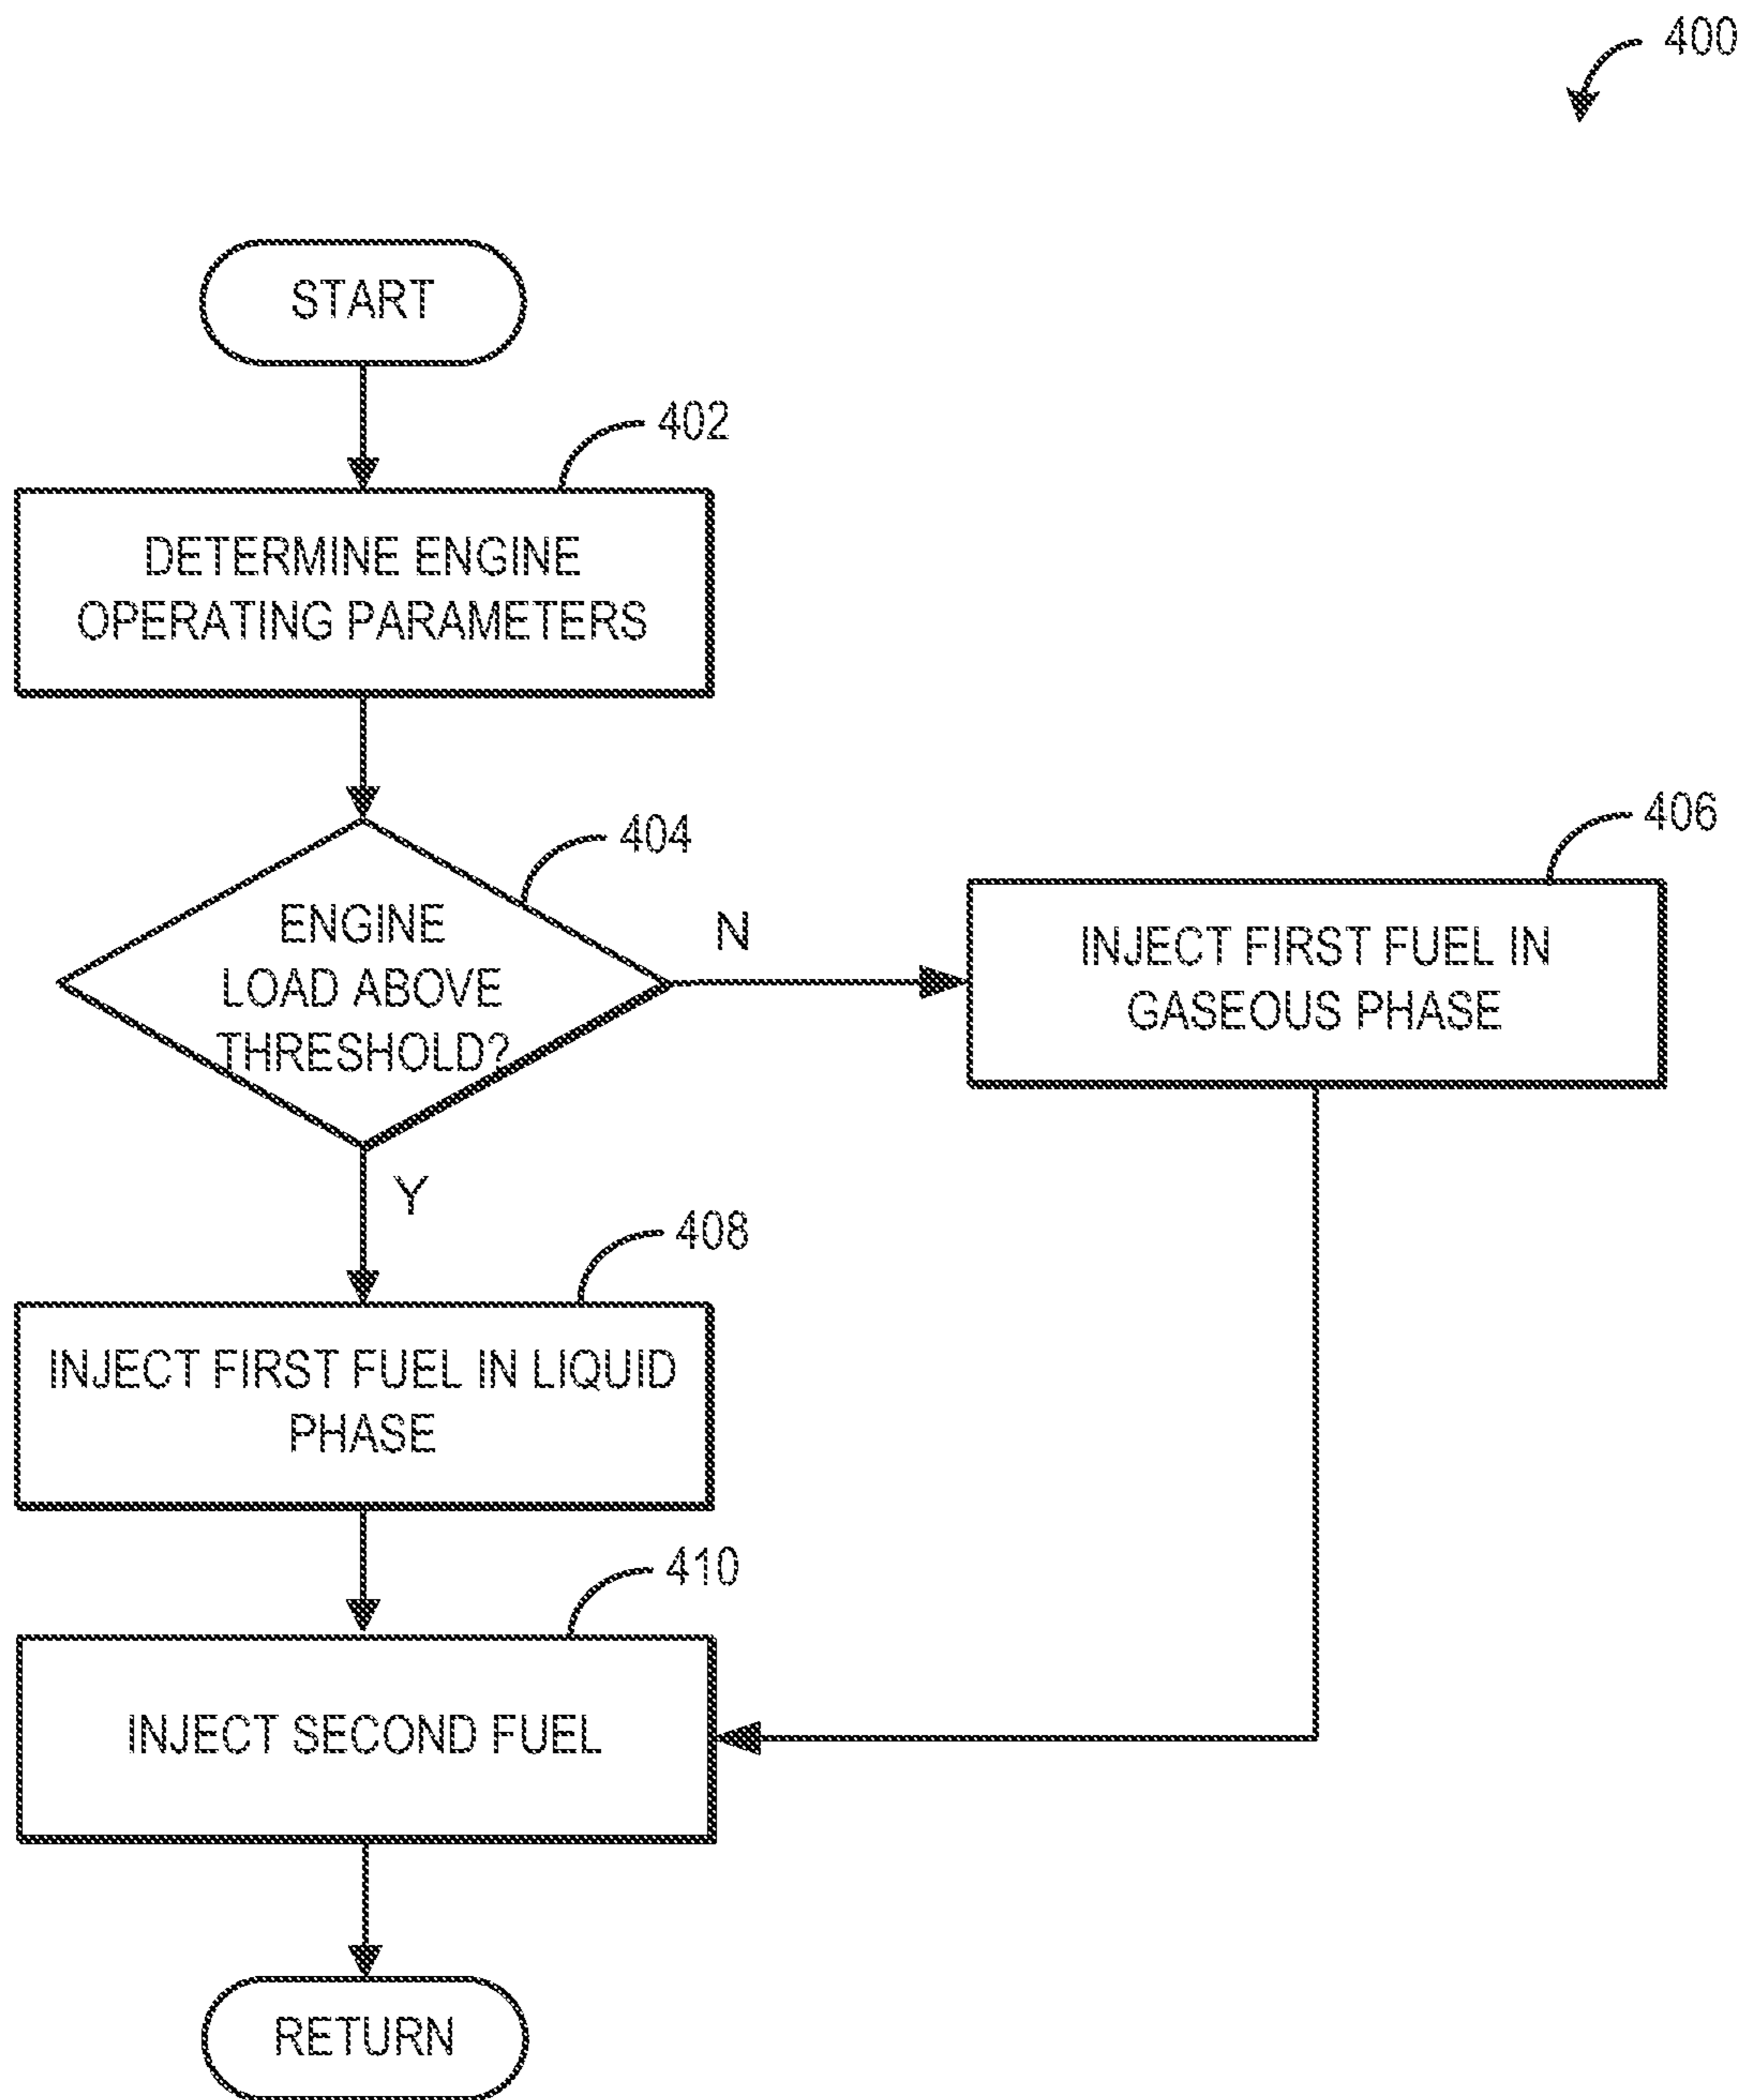 400
START
402
DETERMINE ENGINE
OPERATING PARAMETERS
404
ENGINE
LOAD ABOVE
THRESHOLD?
N
406
INJECT FIRST FUEL IN
GASEOUS PHASE
Y
408
INJECT FIRST FUEL IN LIQUID
PHASE
410
INJECT SECOND FUEL
RETURN